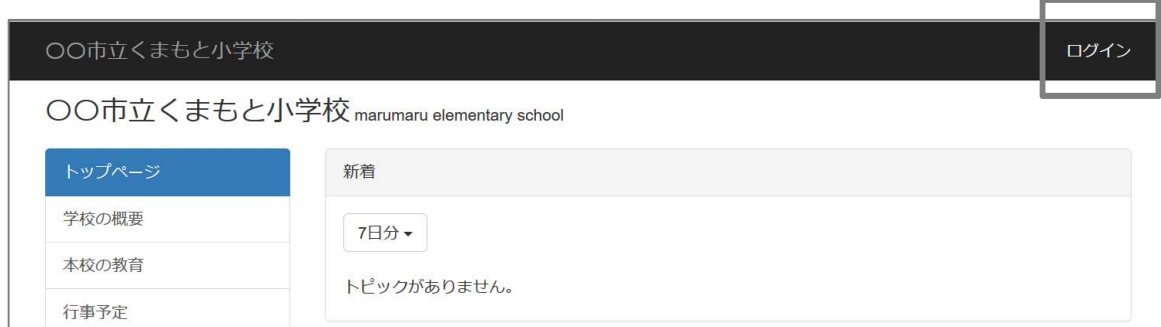 〇〇市立くまもと小学校
ログイン
〇〇市立くまもと小学校 marumaru elementary school
トップページ
学校の概要
本校の教育
行事予定
新着
7日分
トピックがありません。